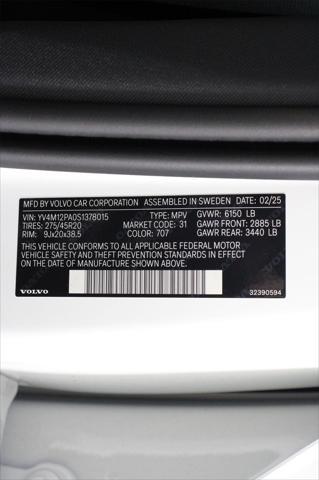 MFD BY VOLVO CAR CORPORATION ASSEMBLED IN SWEDEN DATE: 02/25
VIN: YV4M12PA0S1378015 TYPE: MPV GVWR: 6150 LB
TIRES: 275/45R20 MARKET CODE: 31 GAWR FRONT: 2885 LB
RIM: 9Jx20x38.5 COLOR: 707 GAWR REAR: 3440 LB
THIS VEHICLE CONFORMS TO ALL APPLICABLE FEDERAL MOTOR
VEHICLE SAFETY AND THEFT PREVENTION STANDARDS IN EFFECT ON
THE DATE OF MANUFACTURE SHOWN ABOVE.
VOLVO 32390594